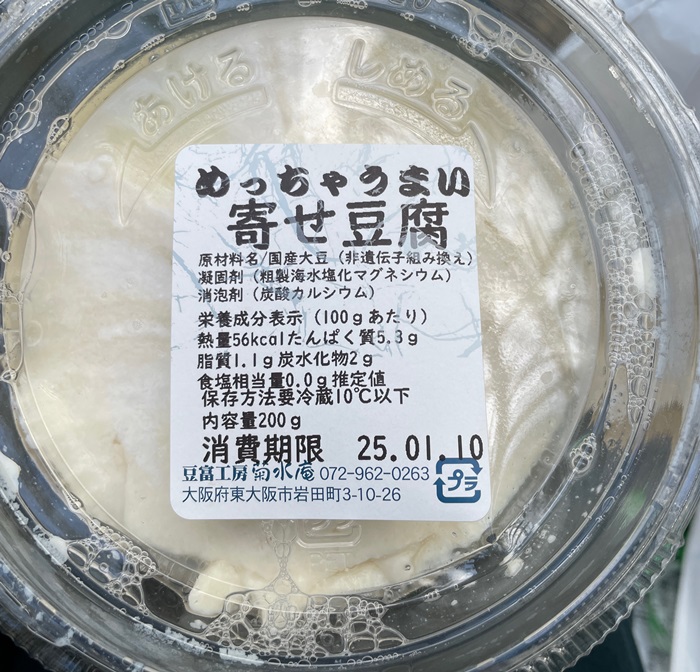 あける しめる
めっちゃうまい
寄せ豆腐
原材料名/国産大豆(非遺伝子組み換え)
凝固剤(粗製海水塩化マグネシウム)
消泡剤(炭酸カルシウム)
栄養成分表示(100gあたり)
熱量56kcalたんぱく質5.3g
脂質1.1g炭水化物2g
食塩相当量0.0g推定値
保存方法要冷蔵10℃以下
内容量200g
消費期限 25.01.10
豆富工房 菊水庵 072-962-0263
大阪府東大阪市岩田町3-10-26
プラ